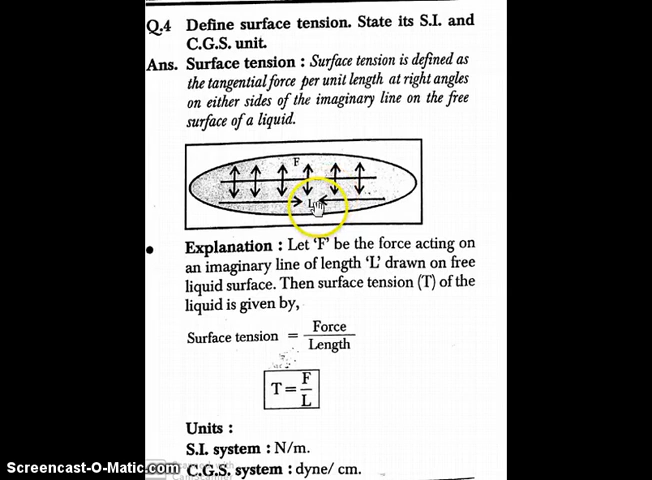 Q.4 Define surface tension. State its S.I. and
C.G.S. unit.
Ans. Surface tension : Surface tension is defined as
the tangential force per unit length at right angles
on either sides of the imaginary line on the free
surface of a liquid.
F
L
• Explanation : Let 'F' be the force acting on
an imaginary line of length 'L' drawn on free
liquid surface. Then surface tension (T) of the
liquid is given by,
Surface tension = Force
Length
T = F
L
Units :
S.I. system : N/m.
C.G.S. system : dyne/ cm.
Screencast-O-Matic.com